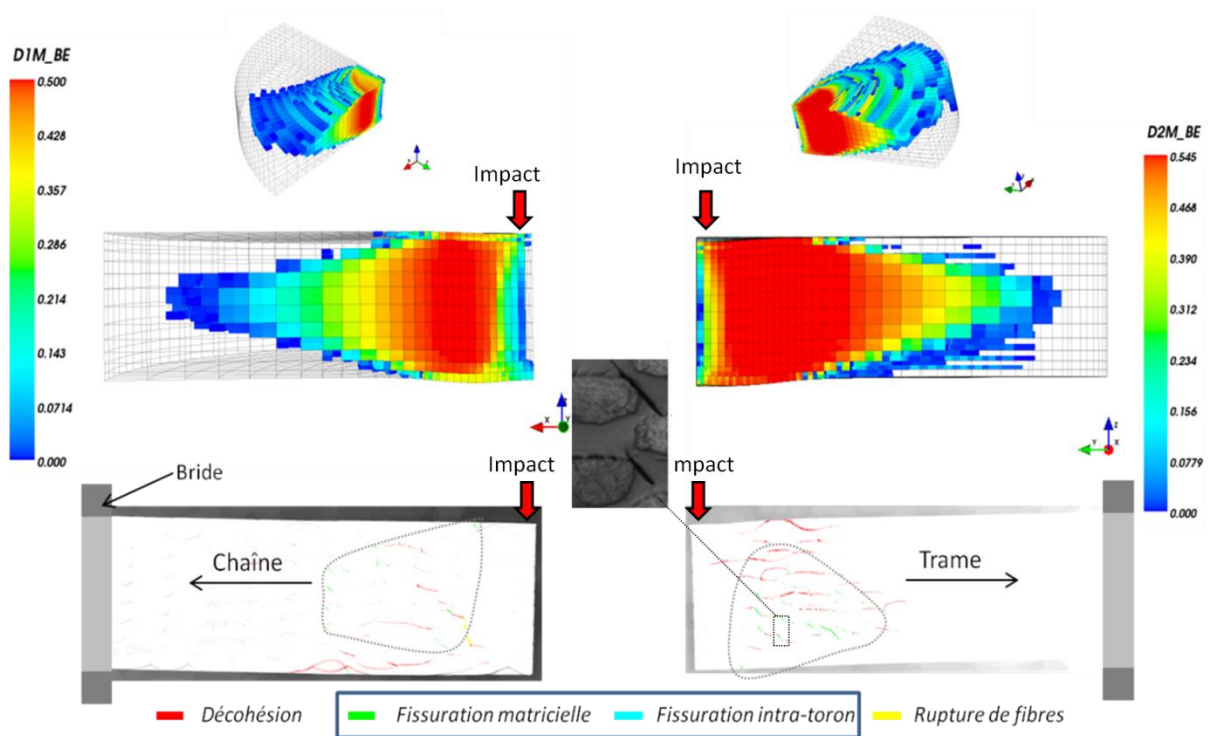 D1M_BE
0.500
0.428
0.357
0.286
0.214
0.143
0.0714
0.000
Impact
Impact
D2M_BE
0.545
0.468
0.390
0.312
0.234
0.156
0.0779
0.000
X
Z
Y
Z
Y
X
Bride
Impact
mpact
Chaîne
Trame
Décohésion
Fissuration matricielle
Fissuration intra-toron
Rupture de fibres